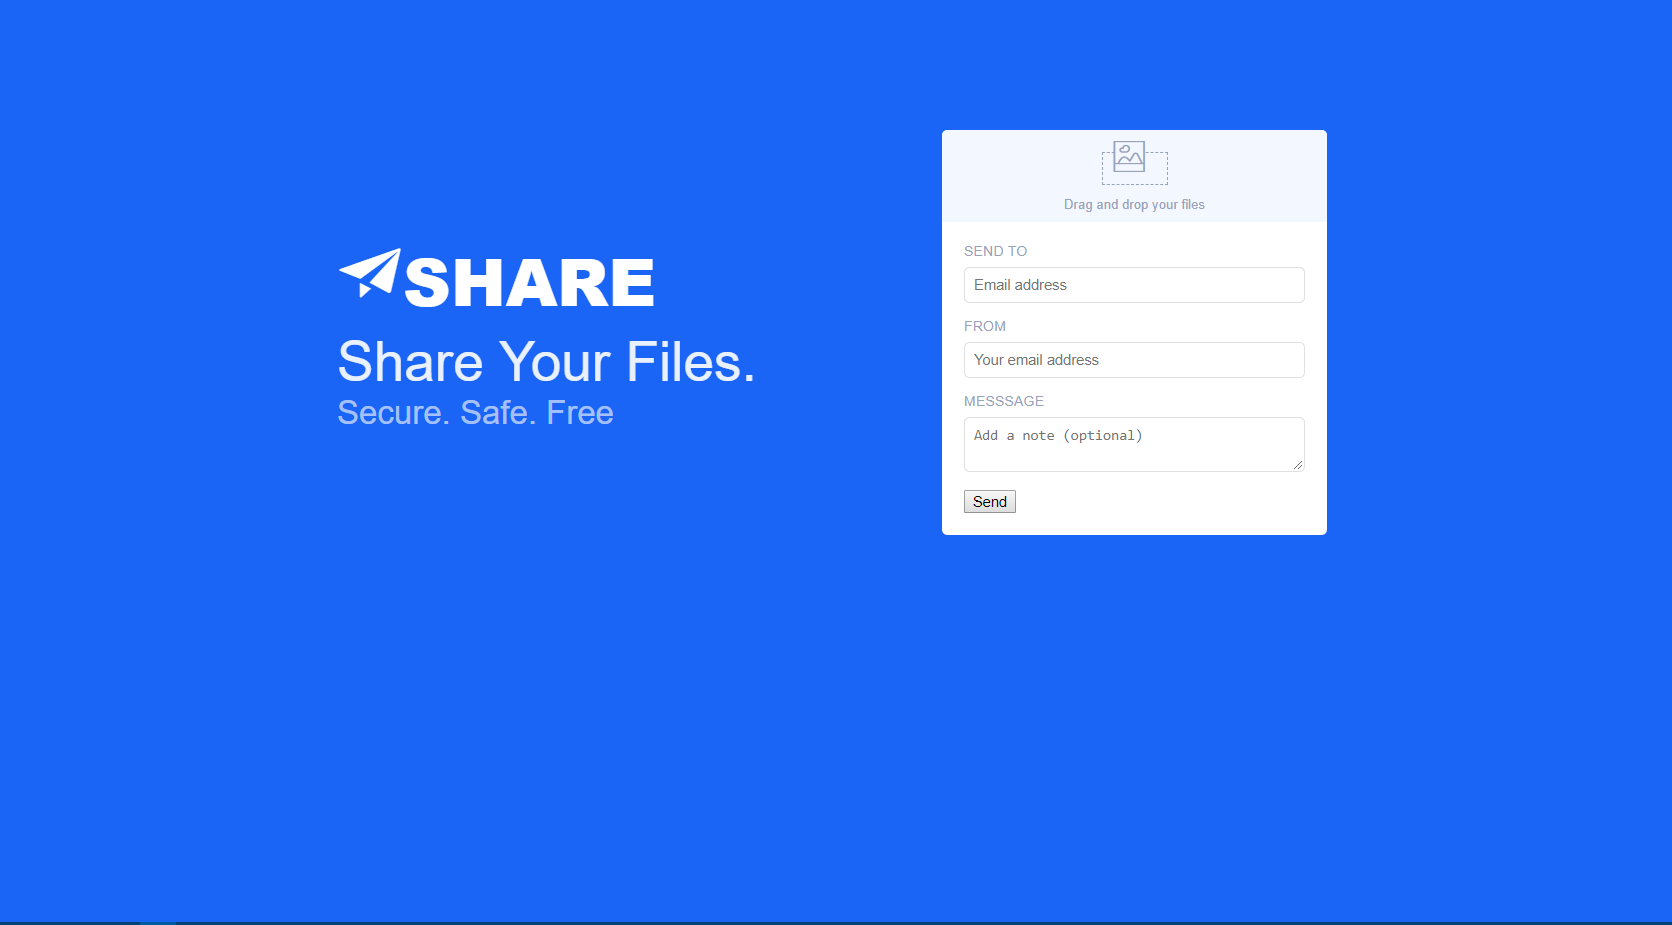 SHARE
Share Your Files.
Secure. Safe. Free
Drag and drop your files
SEND TO
Email address
FROM
Your email address
MESSSAGE
Add a note (optional)
Send